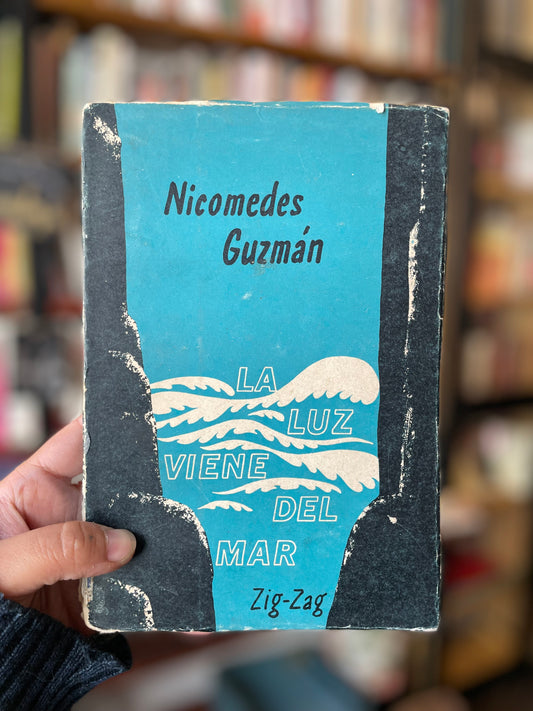 Nicomedes
Guzmán
LA
LUZ
VIENE
DEL
MAR
Zig-Zag